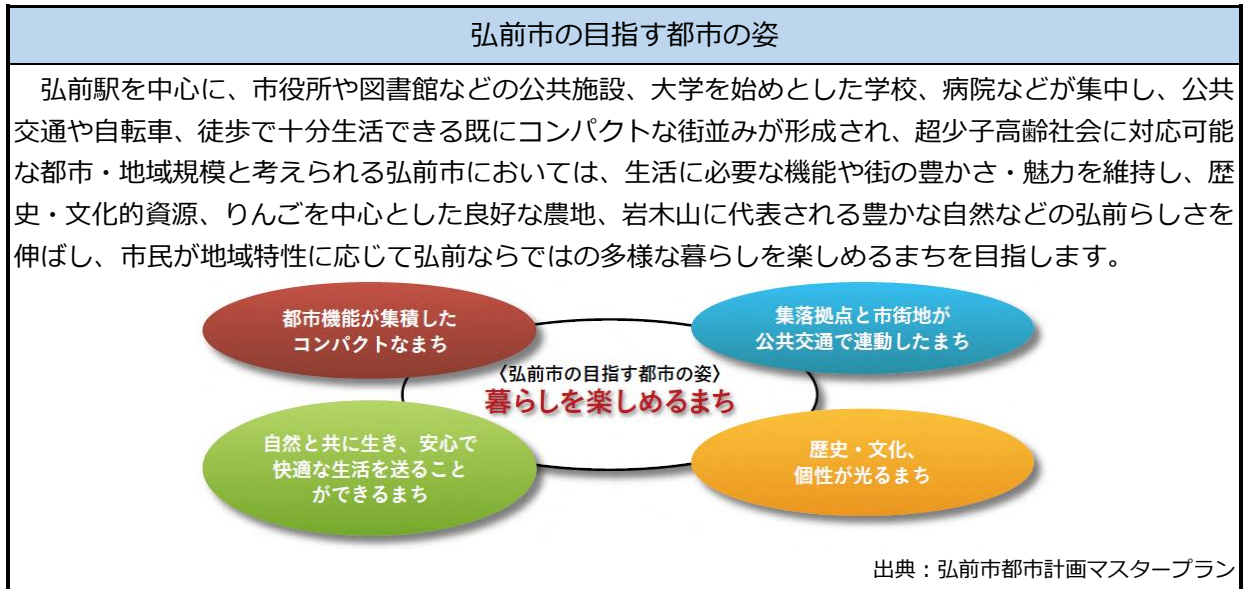 弘前市の目指す都市の姿
弘前駅を中心に、市役所や図書館などの公共施設、大学を始めとした学校、病院などが集中し、公共
交通や自転車、徒歩で十分生活できる既にコンパクトな街並みが形成され、超少子高齢社会に対応可能
な都市・地域規模と考えられる弘前市においては、生活に必要な機能や街の豊かさ・魅力を維持し、歴
史・文化的資源、りんごを中心とした良好な農地、岩木山に代表される豊かな自然などの弘前らしさを
伸ばし、市民が地域特性に応じて弘前ならではの多様な暮らしを楽しめるまちを目指します。
都市機能が集積した
コンパクトなまち
集落拠点と市街地が
公共交通で連動したまち
〈弘前市の目指す都市の姿〉
暮らしを楽しめるまち
自然と共に生き、安心で
快適な生活を送ること
ができるまち
歴史・文化、
個性が光るまち
出典：弘前市都市計画マスタープラン